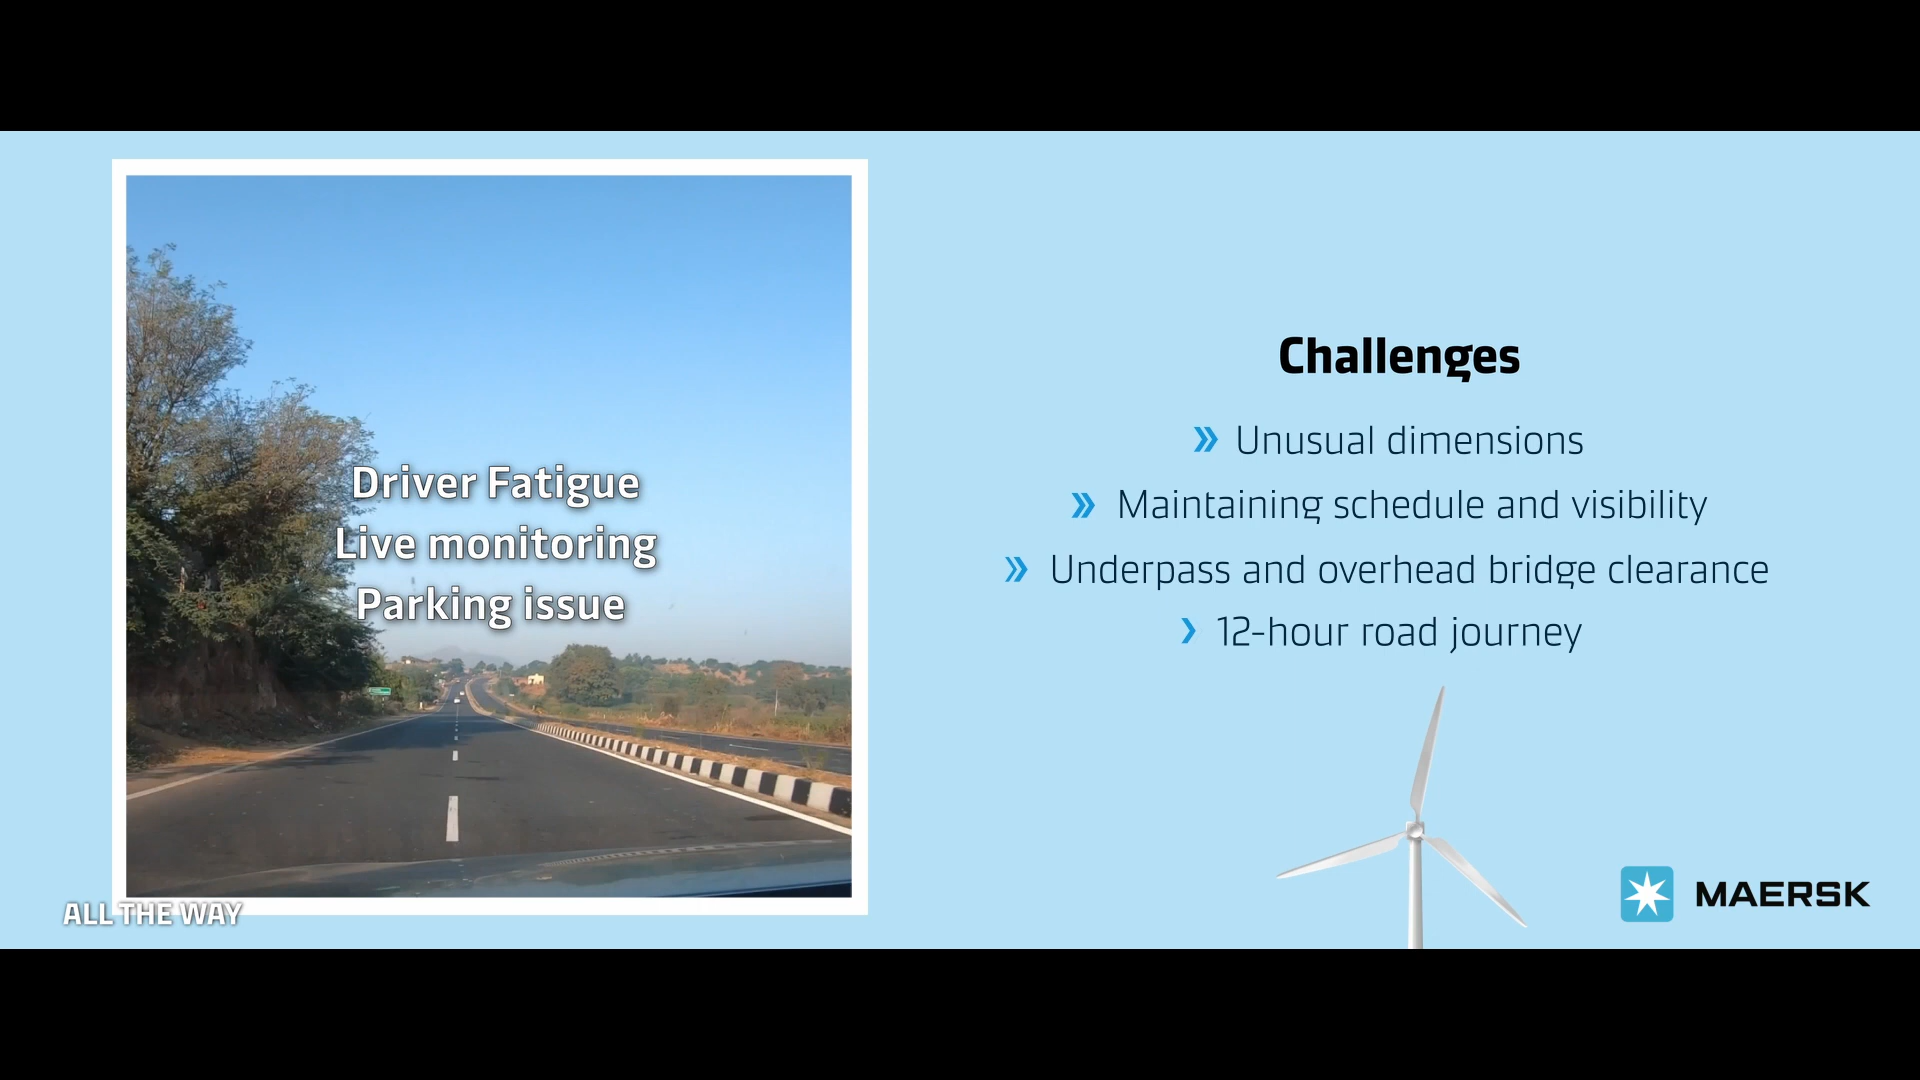 Driver Fatigue
Live monitoring
Parking issue
ALL THE WAY
Challenges
» Unusual dimensions
» Maintaining schedule and visibility
» Underpass and overhead bridge clearance
› 12-hour road journey
MAERSK